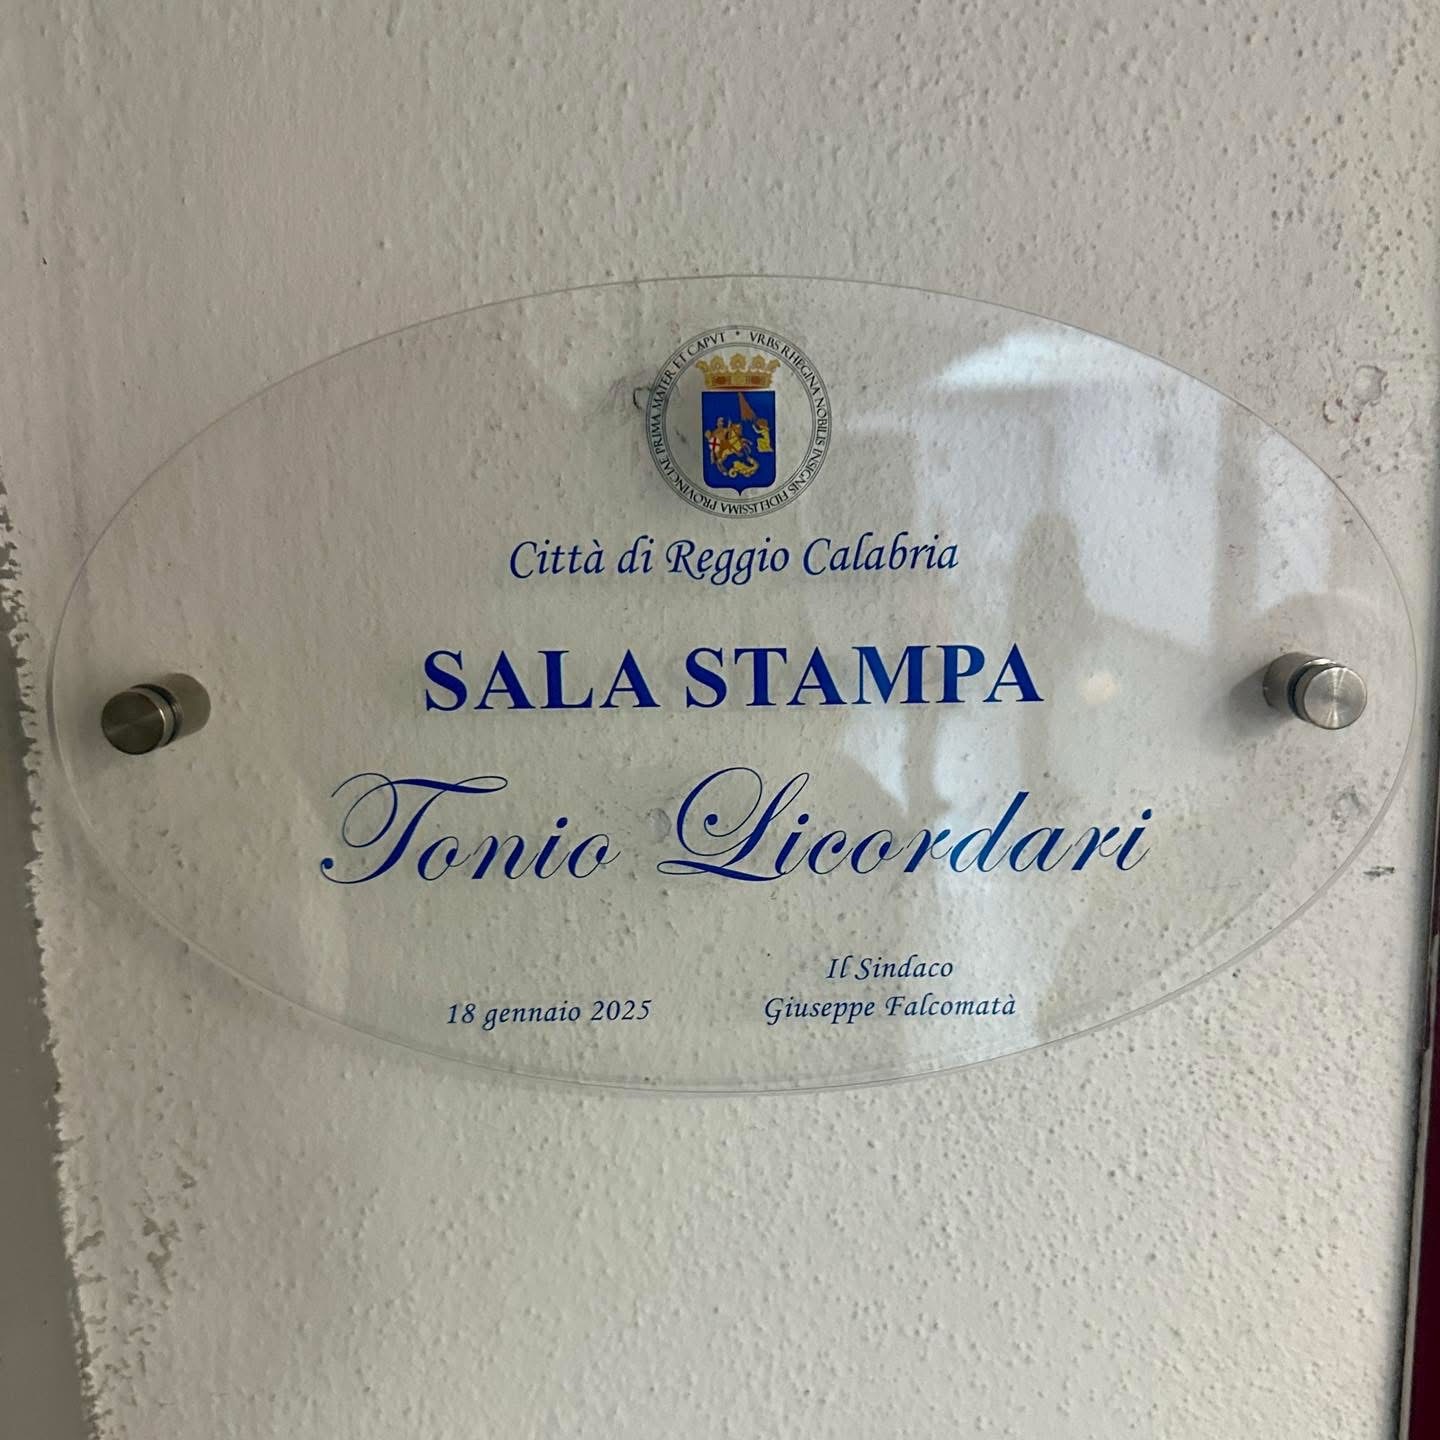 VRBS RHEGINA NOBILIS INSIGNIS FIDELISSIMA PROVINCIAE PRIMA MATER ET CAPVT
Città di Reggio Calabria
SALA STAMPA
Tonio Licordari
Il Sindaco
18 gennaio 2025 Giuseppe Falcomatà